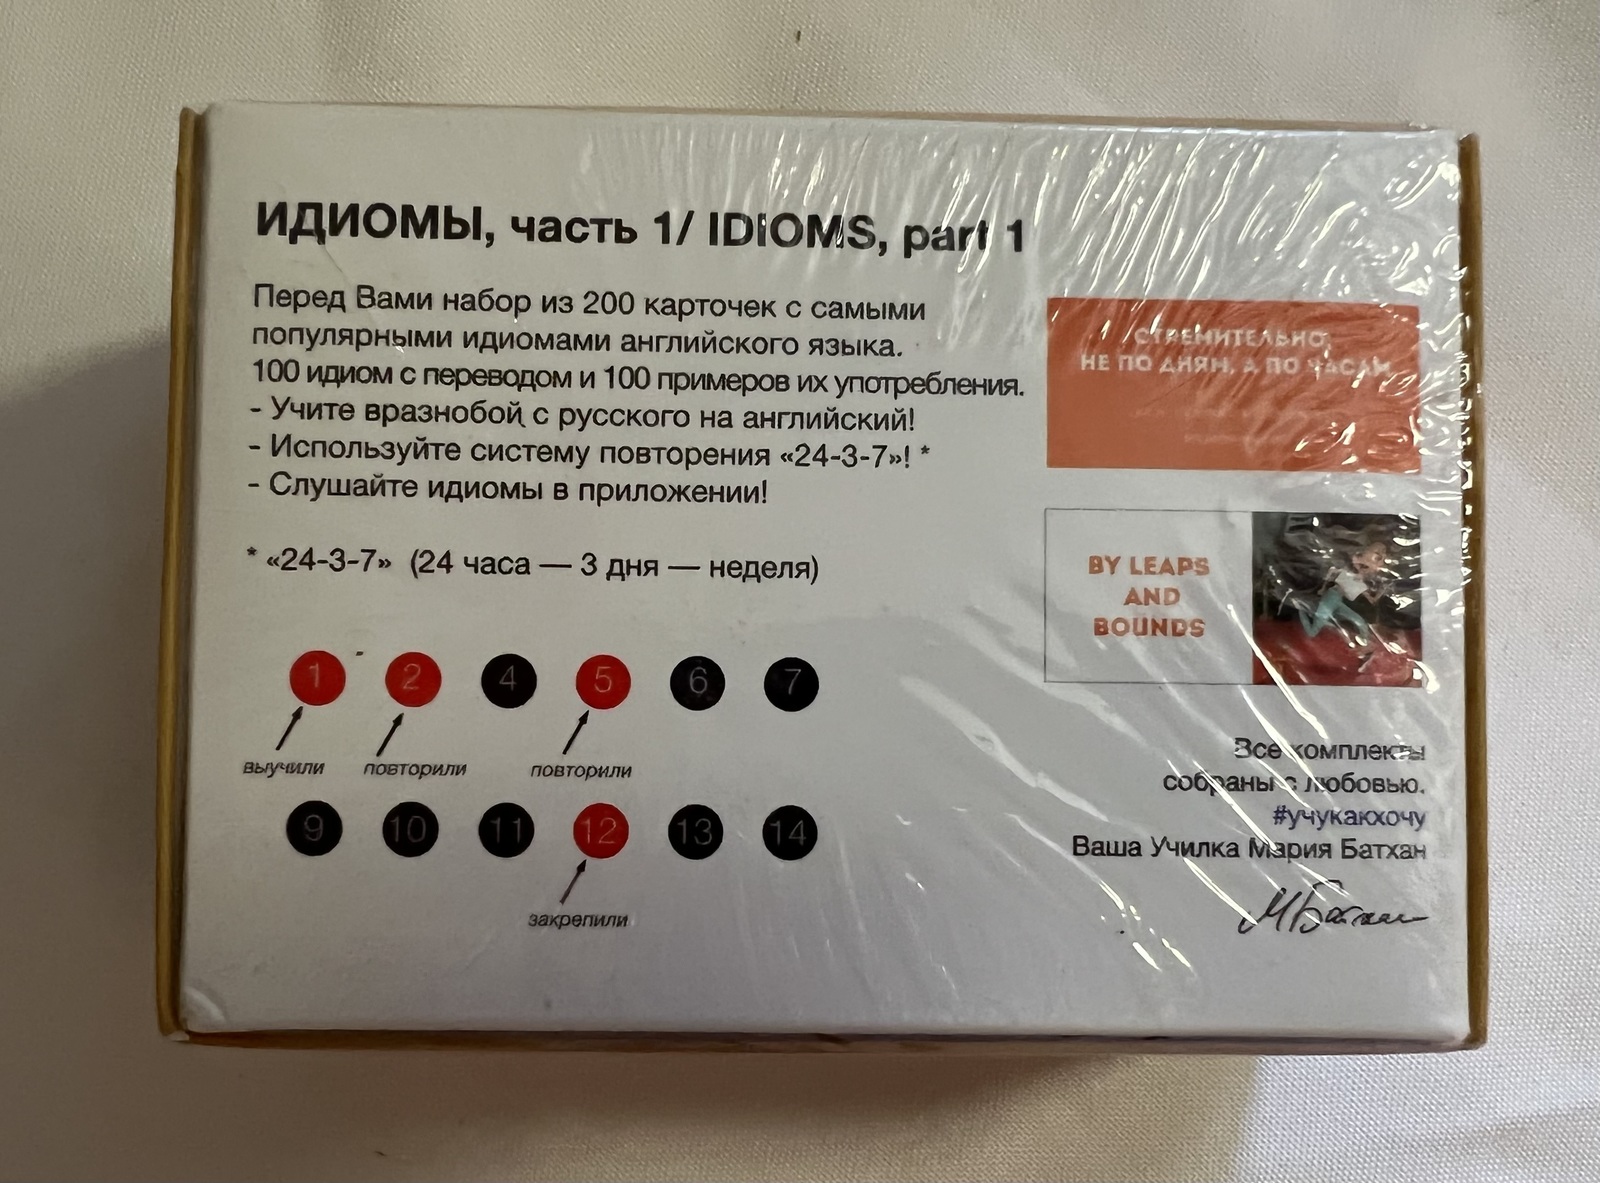 ИДИОМЫ, часть 1/ IDIOMS, part 1
Перед Вами набор из 200 карточек с самыми
популярными идиомами английского языка.
100 идиом с переводом и 100 примеров их употребления.
- Учите вразнобой с русского на английский!
- Используйте систему повторения «24-3-7»! *
- Слушайте идиомы в приложении!
* «24-3-7» (24 часа — 3 дня — неделя)
1 2 4 5 6 7
выучили повторили повторили
9 10 11 12 13 14
закрепили
СТРЕМИТЕЛЬНО,
НЕ ПО ДНЯМ, А ПО ЧАСАМ
BY LEAPS
AND
BOUNDS
Все комплекты
собраны с любовью.
#учукакхочу
Ваша Училка Мария Батхан
МБатхан